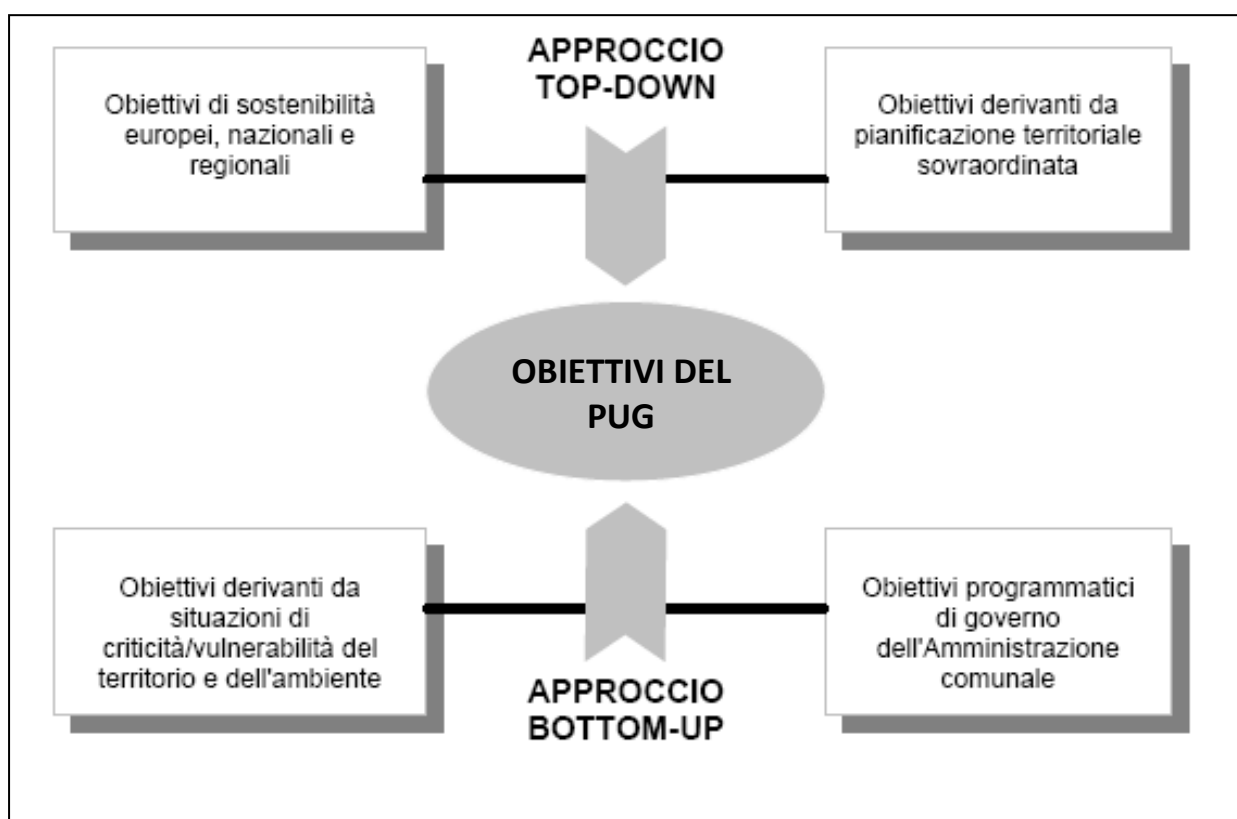 APPROCCIO
TOP-DOWN
Obiettivi di sostenibilità
europei, nazionali e
regionali
Obiettivi derivanti da
pianificazione territoriale
sovraordinata
OBIETTIVI DEL
PUG
Obiettivi derivanti da
situazioni di
criticità/vulnerabilità del
territorio e dell'ambiente
Obiettivi programmatici
di governo
dell'Amministrazione
comunale
APPROCCIO
BOTTOM-UP